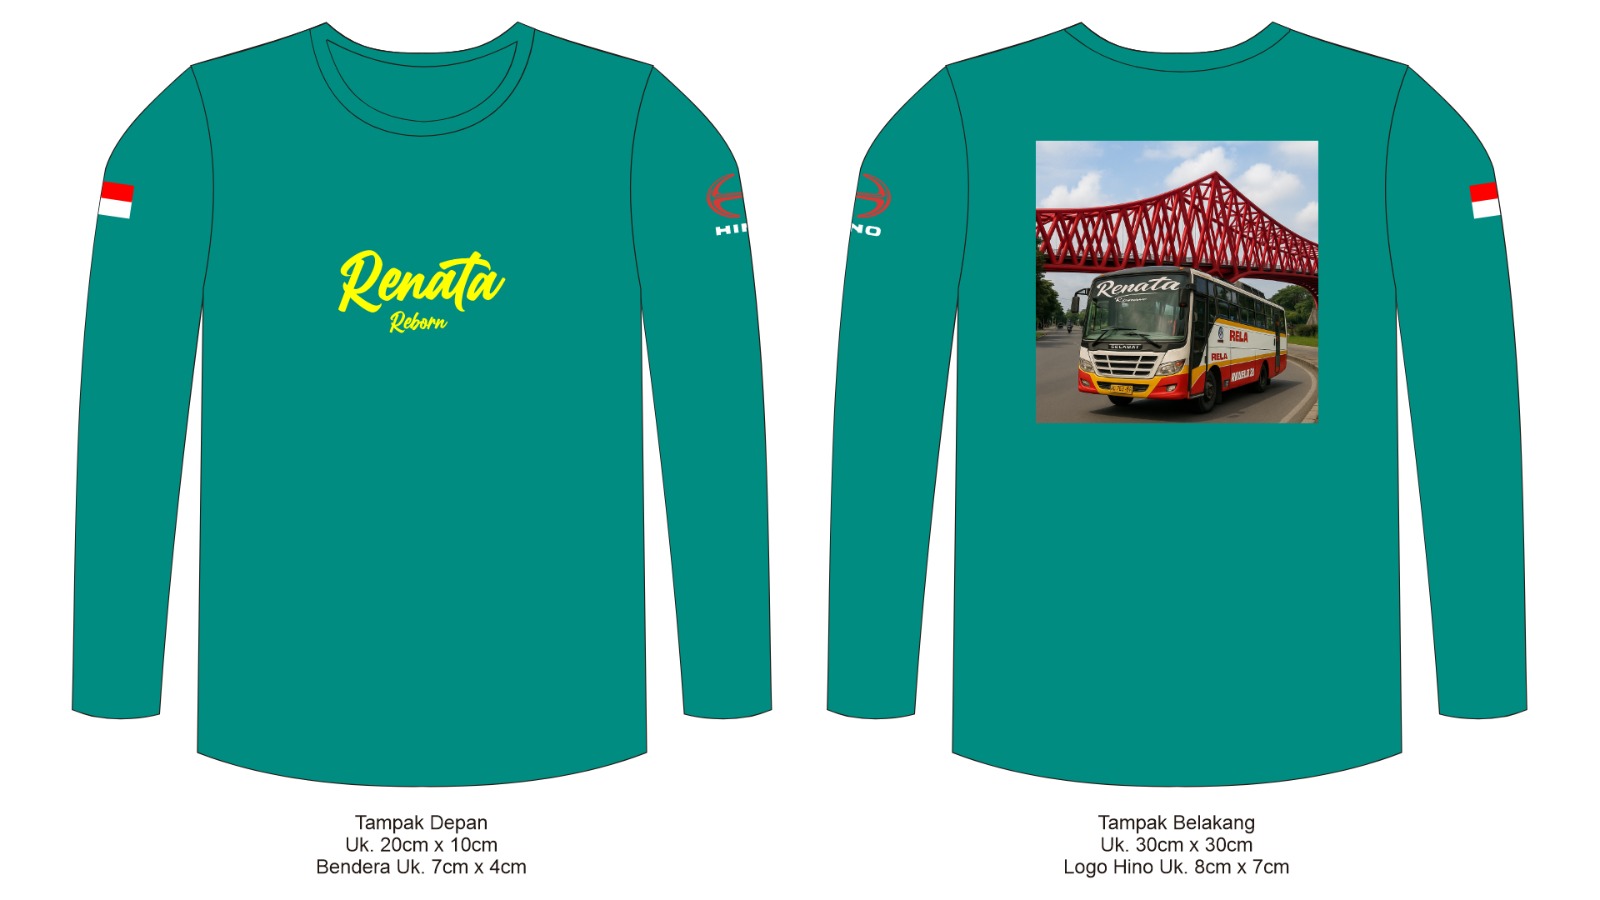 Renata
Reborn
HI
NO
Renata
RELA
RELA
SELAMAT
Tampak Depan
Uk. 20cm x 10cm
Bendera Uk. 7cm x 4cm
Tampak Belakang
Uk. 30cm x 30cm
Logo Hino Uk. 8cm x 7cm